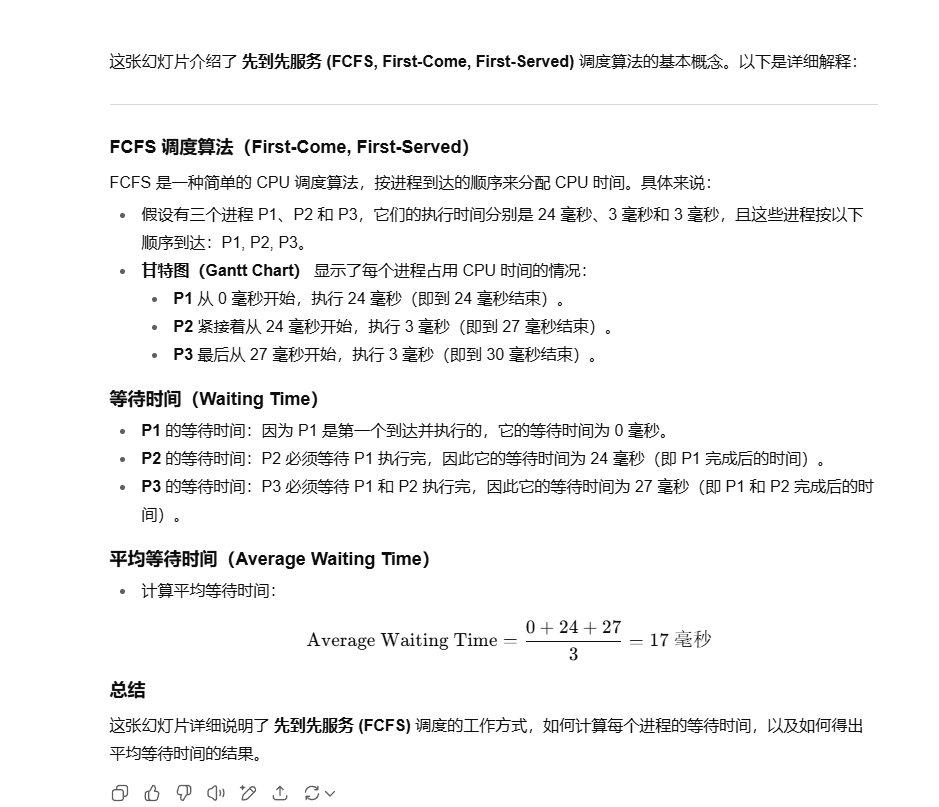 这张幻灯片介绍了 先到先服务 (FCFS, First-Come, First-Served) 调度算法的基本概念。以下是详细解释：
FCFS 调度算法（First-Come, First-Served）
FCFS 是一种简单的 CPU 调度算法，按进程到达的顺序来分配 CPU 时间。具体来说：
• 假设有三个进程 P1、P2 和 P3，它们的执行时间分别是 24 毫秒、3 毫秒和 3 毫秒，且这些进程按以下
顺序到达：P1, P2, P3。
• 甘特图（Gantt Chart） 显示了每个进程占用 CPU 时间的情况：
• P1 从 0 毫秒开始，执行 24 毫秒（即到 24 毫秒结束）。
• P2 紧接着从 24 毫秒开始，执行 3 毫秒（即到 27 毫秒结束）。
• P3 最后从 27 毫秒开始，执行 3 毫秒（即到 30 毫秒结束）。
等待时间（Waiting Time）
• P1 的等待时间：因为 P1 是第一个到达并执行的，它的等待时间为 0 毫秒。
• P2 的等待时间：P2 必须等待 P1 执行完，因此它的等待时间为 24 毫秒（即 P1 完成后的时间）。
• P3 的等待时间：P3 必须等待 P1 和 P2 执行完，因此它的等待时间为 27 毫秒（即 P1 和 P2 完成后的时
间）。
平均等待时间（Average Waiting Time）
• 计算平均等待时间：
Average Waiting Time = (0 + 24 + 27) / 3 = 17 毫秒
总结
这张幻灯片详细说明了 先到先服务 (FCFS) 调度的工作方式，如何计算每个进程的等待时间，以及如何得出
平均等待时间的结果。